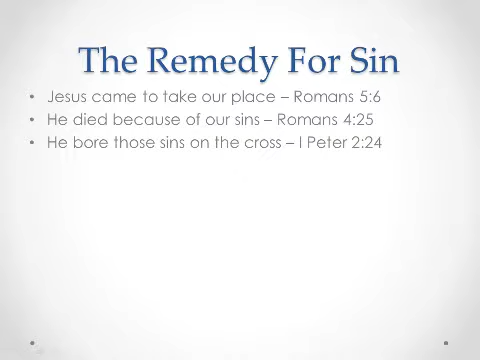 The Remedy For Sin
• Jesus came to take our place – Romans 5:6
• He died because of our sins – Romans 4:25
• He bore those sins on the cross – I Peter 2:24